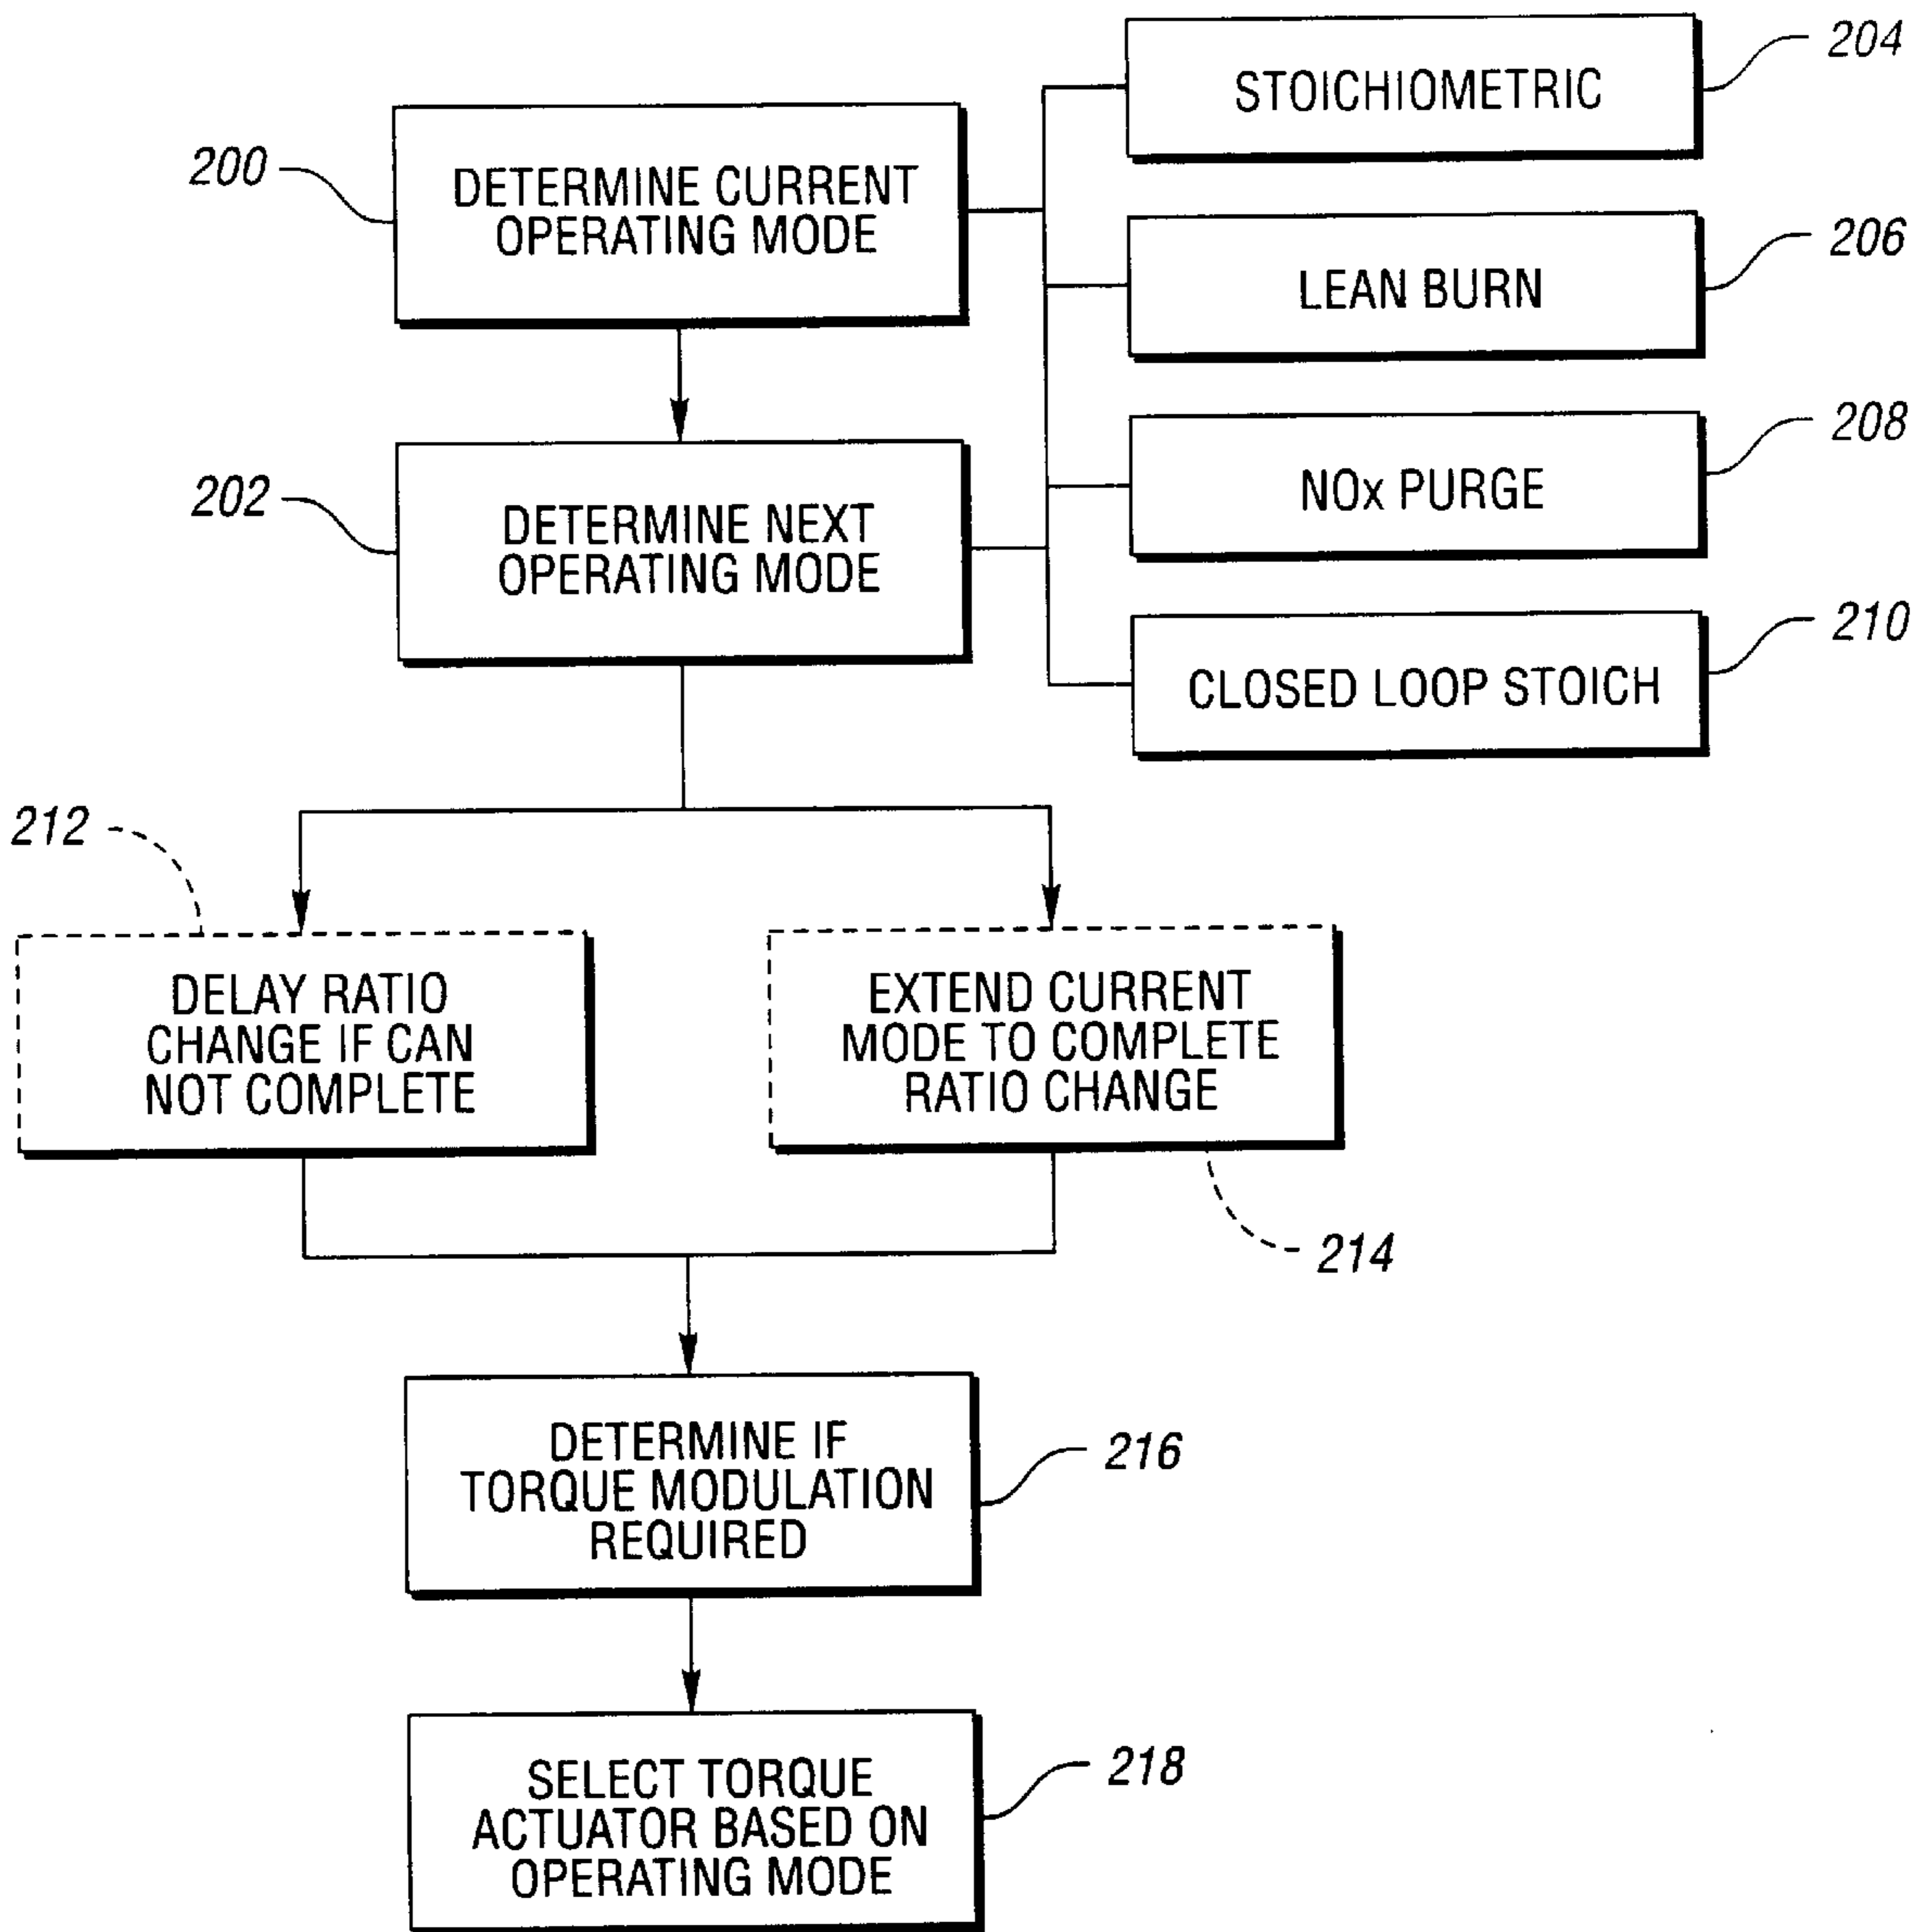 STOICHIOMETRIC
204
200
DETERMINE CURRENT
OPERATING MODE
LEAN BURN
206
202
DETERMINE NEXT
OPERATING MODE
NOx PURGE
208
CLOSED LOOP STOICH
210
212
DELAY RATIO
CHANGE IF CAN
NOT COMPLETE
EXTEND CURRENT
MODE TO COMPLETE
RATIO CHANGE
214
DETERMINE IF
TORQUE MODULATION
REQUIRED
216
SELECT TORQUE
ACTUATOR BASED ON
OPERATING MODE
218